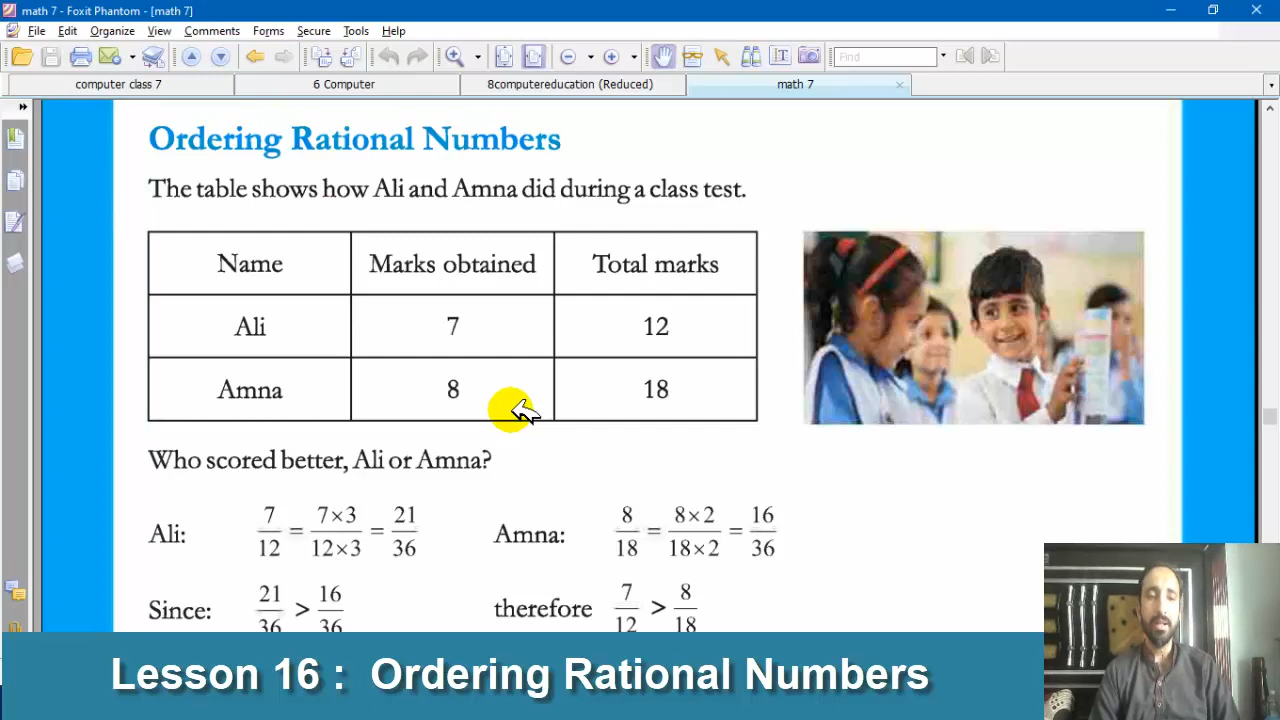 math 7 - Foxit Phantom - [math 7]
File Edit Organize View Comments Forms Secure Tools Help
Find
computer class 7 6 Computer 8computereducation (Reduced) math 7
Ordering Rational Numbers
The table shows how Ali and Amna did during a class test.
Name Marks obtained Total marks
Ali 7 12
Amna 8 18
Who scored better, Ali or Amna?
Ali: 7/12 = 7×3/12×3 = 21/36 Amna: 8/18 = 8×2/18×2 = 16/36
Since: 21/36 > 16/36 therefore 7/12 > 8/18
Lesson 16 : Ordering Rational Numbers